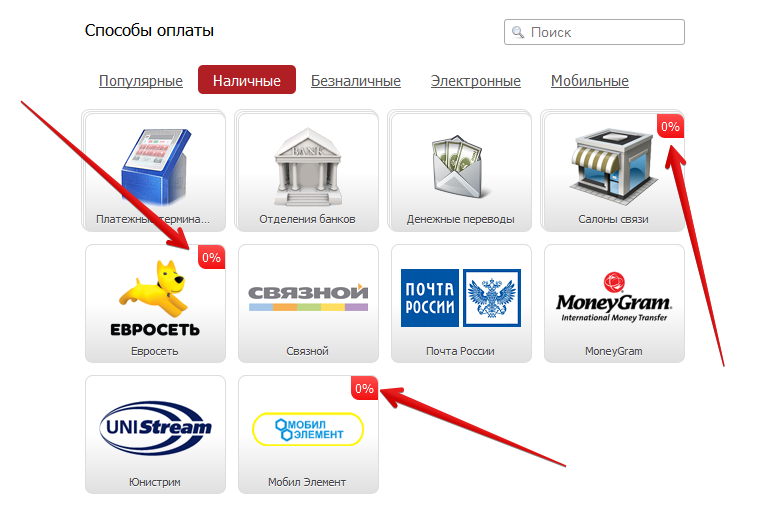 Способы оплаты
Поиск
Популярные Наличные Безналичные Электронные Мобильные
BANK
0%
Платежные термина... Отделения банков Денежные переводы Салоны связи
0%
ЕВРОСЕТЬ
СВЯЗНОЙ
ПОЧТА
РОССИИ
MoneyGram.
International Money Transfer
Евросеть Связной Почта России MoneyGram
0%
UNIStream
МОБИЛ
ЭЛЕМЕНТ
Юнистрим Мобил Элемент